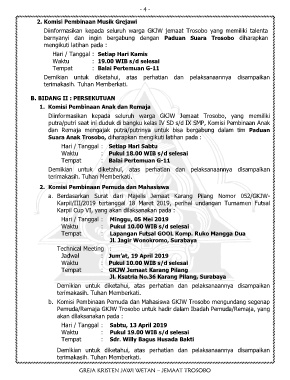 - 4 -
2. Komisi Pembinaan Musik Grejawi
Diinformasikan kepada seluruh warga GKJW Jemaat Trosobo yang memiliki talenta
bernyanyi dan ingin bergabung dengan Paduan Suara Trosobo diharapkan
mengikuti latihan pada :
Hari / Tanggal : Setiap Hari Kamis
Waktu : 19.00 WIB s/d selesai
Tempat : Balai Pertemuan G-11
Demikian untuk diketahui, atas perhatian dan pelaksanaannya disampaikan
terimakasih. Tuhan Memberkati.
B. BIDANG II : PERSEKUTUAN
1. Komisi Pembinaan Anak dan Remaja
Diinformasikan kepada seluruh warga GKJW Jemaat Trosobo, yang memiliki
putra/putri saat ini duduk di bangku kelas IV SD s/d IX SMP, Komisi Pembinaan Anak
dan Remaja mengajak putra/putrinya untuk bisa bergabung dalam tim Paduan
Suara Anak Trosobo, diharapkan mengikuti latihan pada :
Hari / Tanggal : Setiap Hari Sabtu
Waktu : Pukul 18.00 WIB s/d selesai
Tempat : Balai Pertemuan G-11
Demikian untuk diketahui, atas perhatian dan pelaksanaannya disampaikan
terimakasih. Tuhan Memberkati.
2. Komisi Pembinaan Pemuda dan Mahasiswa
a. Berdasarkan Surat dari Majelis Jemaat Karang Pilang Nomor 052/GKJW-
Karpil/III/2019 tertanggal 18 Maret 2019, perihal undangan Turnamen Futsal
Karpil Cup VI, yang akan dilaksanakan pada :
Hari / Tanggal : Minggu, 05 Mei 2019
Waktu : Pukul 10.00 WIB s/d selesai
Tempat : Lapangan Futsal GOOL Komp. Ruko Mangga Dua
Jl. Jagir Wonokromo, Surabaya
Technical Meeting :
Jadwal : Jum'at, 19 April 2019
Waktu : Pukul 10.00 WIB s/d selesai
Tempat : GKJW Jemaat Karang Pilang
Jl. Ksatria No.36 Karang Pilang, Surabaya
Demikian untuk diketahui, atas perhatian dan pelaksanaannya disampaikan
terimakasih. Tuhan Memberkati.
b. Komisi Pembinaan Pemuda dan Mahasiswa GKJW Trosobo mengundang segenap
Pemuda/Remaja GKJW Trosobo untuk hadir dalam Ibadah Pemuda/Remaja, yang
akan dilaksanakan pada :
Hari / Tanggal : Sabtu, 13 April 2019
Waktu : Pukul 19.00 WIB s/d selesai
Tempat : Sdr. Willy Bagus Husada Bakti
Demikian untuk diketahui, atas perhatian dan pelaksanaannya disampaikan
terimakasih. Tuhan Memberkati.
GREJA KRISTEN JAWI WETAN – JEMAAT TROSOBO